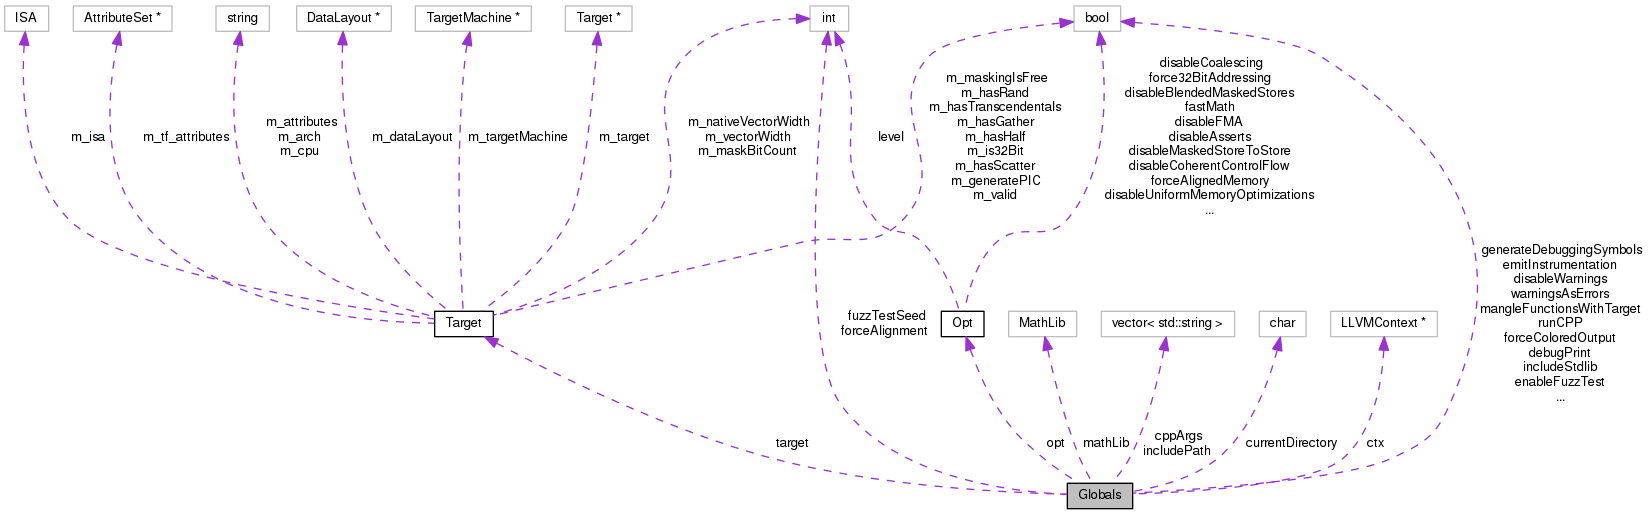 ISA
AttributeSet *
string
DataLayout *
TargetMachine *
Target *
int
bool
m_isa
m_tf_attributes
m_attributes
m_arch
m_cpu
m_dataLayout
m_targetMachine
m_target
m_nativeVectorWidth
m_vectorWidth
m_maskBitCount
level
m_maskingIsFree
m_hasRand
m_hasTranscendentals
m_hasGather
m_hasHalf
m_is32Bit
m_hasScatter
m_generatePIC
m_valid
disableCoalescing
force32BitAddressing
disableBlendedMaskedStores
fastMath
disableFMA
disableAsserts
disableMaskedStoreToStore
disableCoherentControlFlow
forceAlignedMemory
disableUniformMemoryOptimizations
...
generateDebuggingSymbols
emitInstrumentation
disableWarnings
warningsAsErrors
mangleFunctionsWithTarget
runCPP
forceColoredOutput
debugPrint
includeStdlib
enableFuzzTest
...
Target
fuzzTestSeed
forceAlignment
Opt
MathLib
vector< std::string >
char
LLVMContext *
target
opt
mathLib
cppArgs
includePath
currentDirectory
ctx
Globals